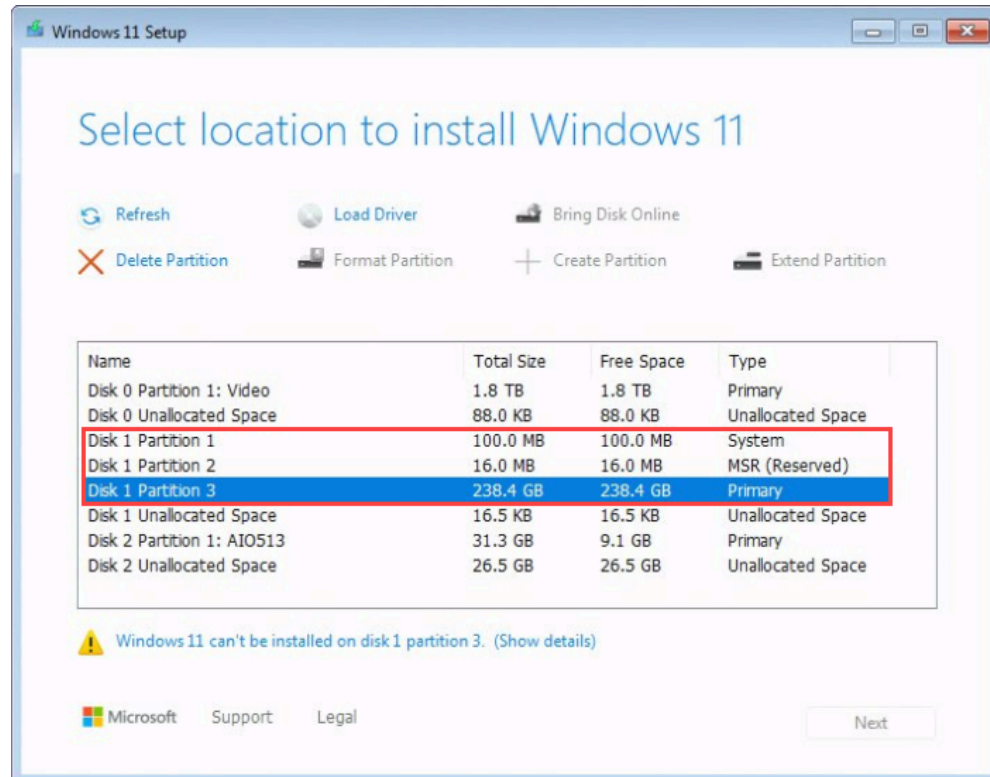 Windows 11 Setup
Select location to install Windows 11
Refresh Load Driver Bring Disk Online
Delete Partition Format Partition Create Partition Extend Partition
Name Total Size Free Space Type
Disk 0 Partition 1: Video 1.8 TB 1.8 TB Primary
Disk 0 Unallocated Space 88.0 KB 88.0 KB Unallocated Space
Disk 1 Partition 1 100.0 MB 100.0 MB System
Disk 1 Partition 2 16.0 MB 16.0 MB MSR (Reserved)
Disk 1 Partition 3 238.4 GB 238.4 GB Primary
Disk 1 Unallocated Space 16.5 KB 16.5 KB Unallocated Space
Disk 2 Partition 1: AIO513 31.3 GB 9.1 GB Primary
Disk 2 Unallocated Space 26.5 GB 26.5 GB Unallocated Space
Windows 11 can't be installed on disk 1 partition 3. (Show details)
Microsoft Support Legal Next